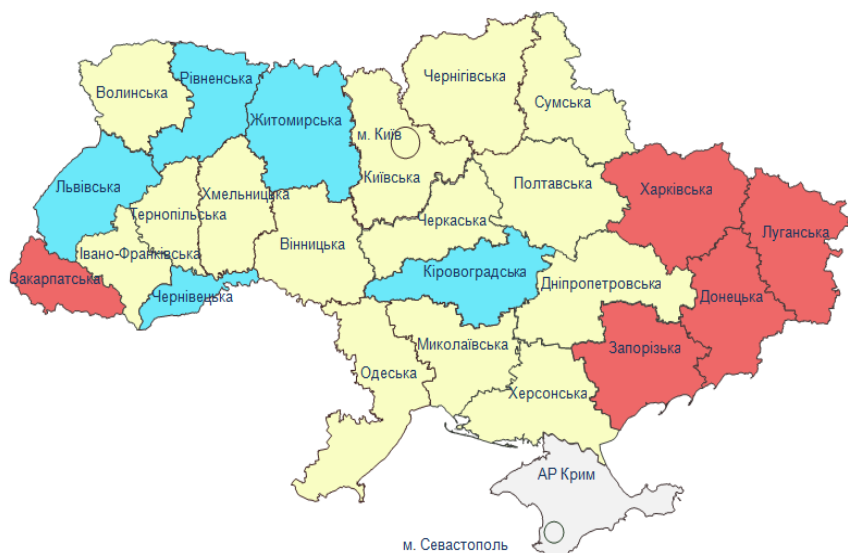 Чернігівська
Рівненська
Волинська
Сумська
Житомирська
м. Київ
Київська
Полтавська
Харківська
Львівська
Хмельницька
Тернопільська
Черкаська
Луганська
Вінницька
Івано-Франківська
Кіровоградська
Закарпатська
Чернівецька
Дніпропетровська
Донецька
Миколаївська
Запорізька
Одеська
Херсонська
АР Крим
м. Севастополь